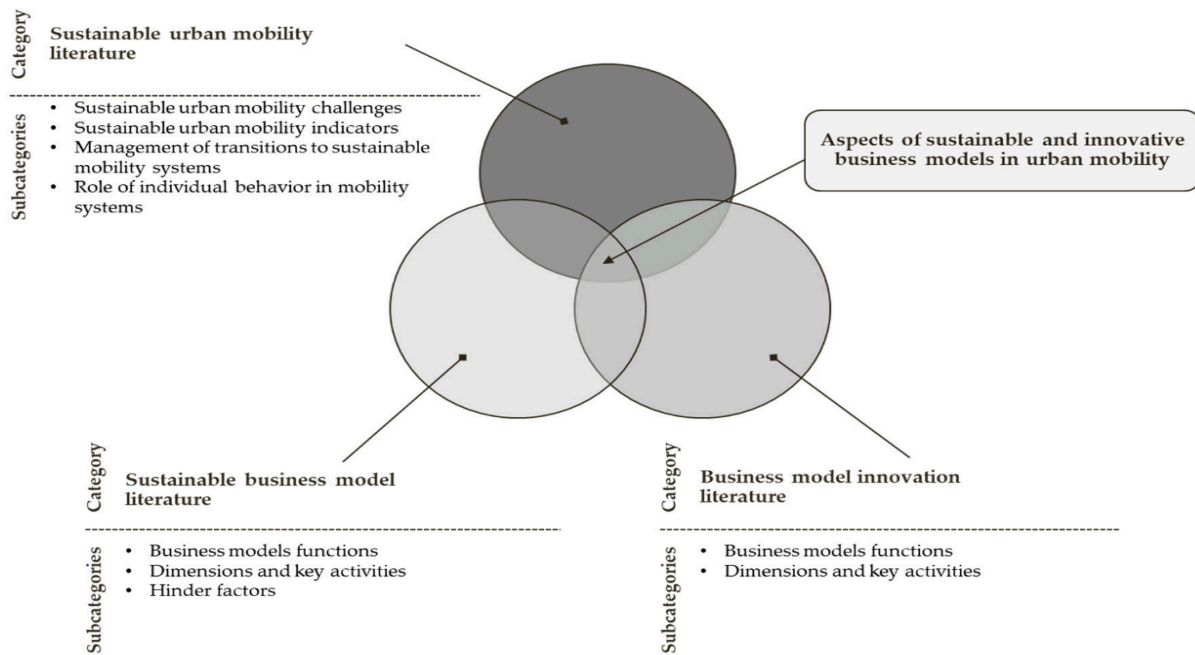 Category
Sustainable urban mobility
literature
Subcategories
• Sustainable urban mobility challenges
• Sustainable urban mobility indicators
• Management of transitions to sustainable
mobility systems
• Role of individual behavior in mobility
systems
Aspects of sustainable and innovative
business models in urban mobility
Category
Sustainable business model
literature
Subcategories
• Business models functions
• Dimensions and key activities
• Hinder factors
Category
Business model innovation
literature
Subcategories
• Business models functions
• Dimensions and key activities